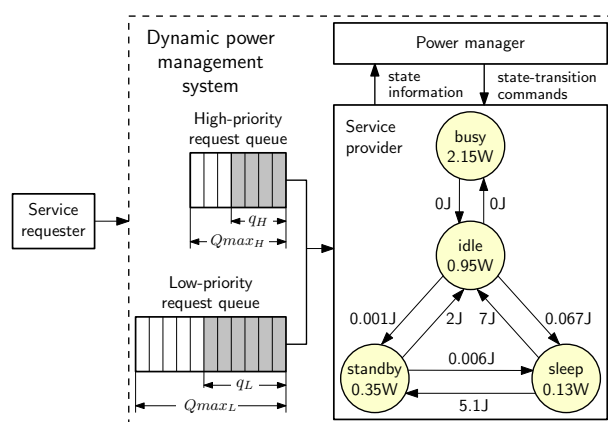 Dynamic power
management
system
Power manager
state
information
state-transition
commands
High-priority
request queue
Service
provider
busy
2.15W
Service
requester
q_H
Qmax_H
0J
0J
idle
0.95W
Low-priority
request queue
0.001J
2J
7J
0.067J
standby
0.35W
0.006J
sleep
0.13W
5.1J
q_L
Qmax_L